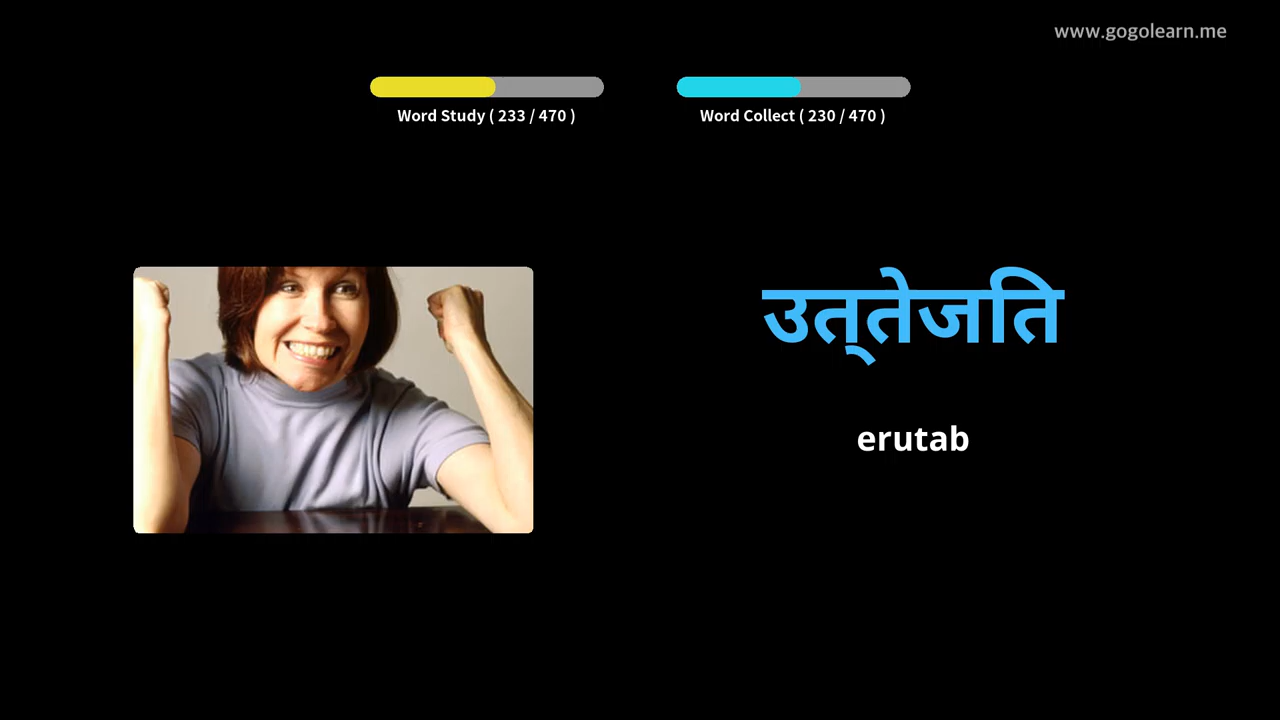 www.gogolearn.me
Word Study ( 233 / 470 )
Word Collect ( 230 / 470 )
उत्तेजति
erutab